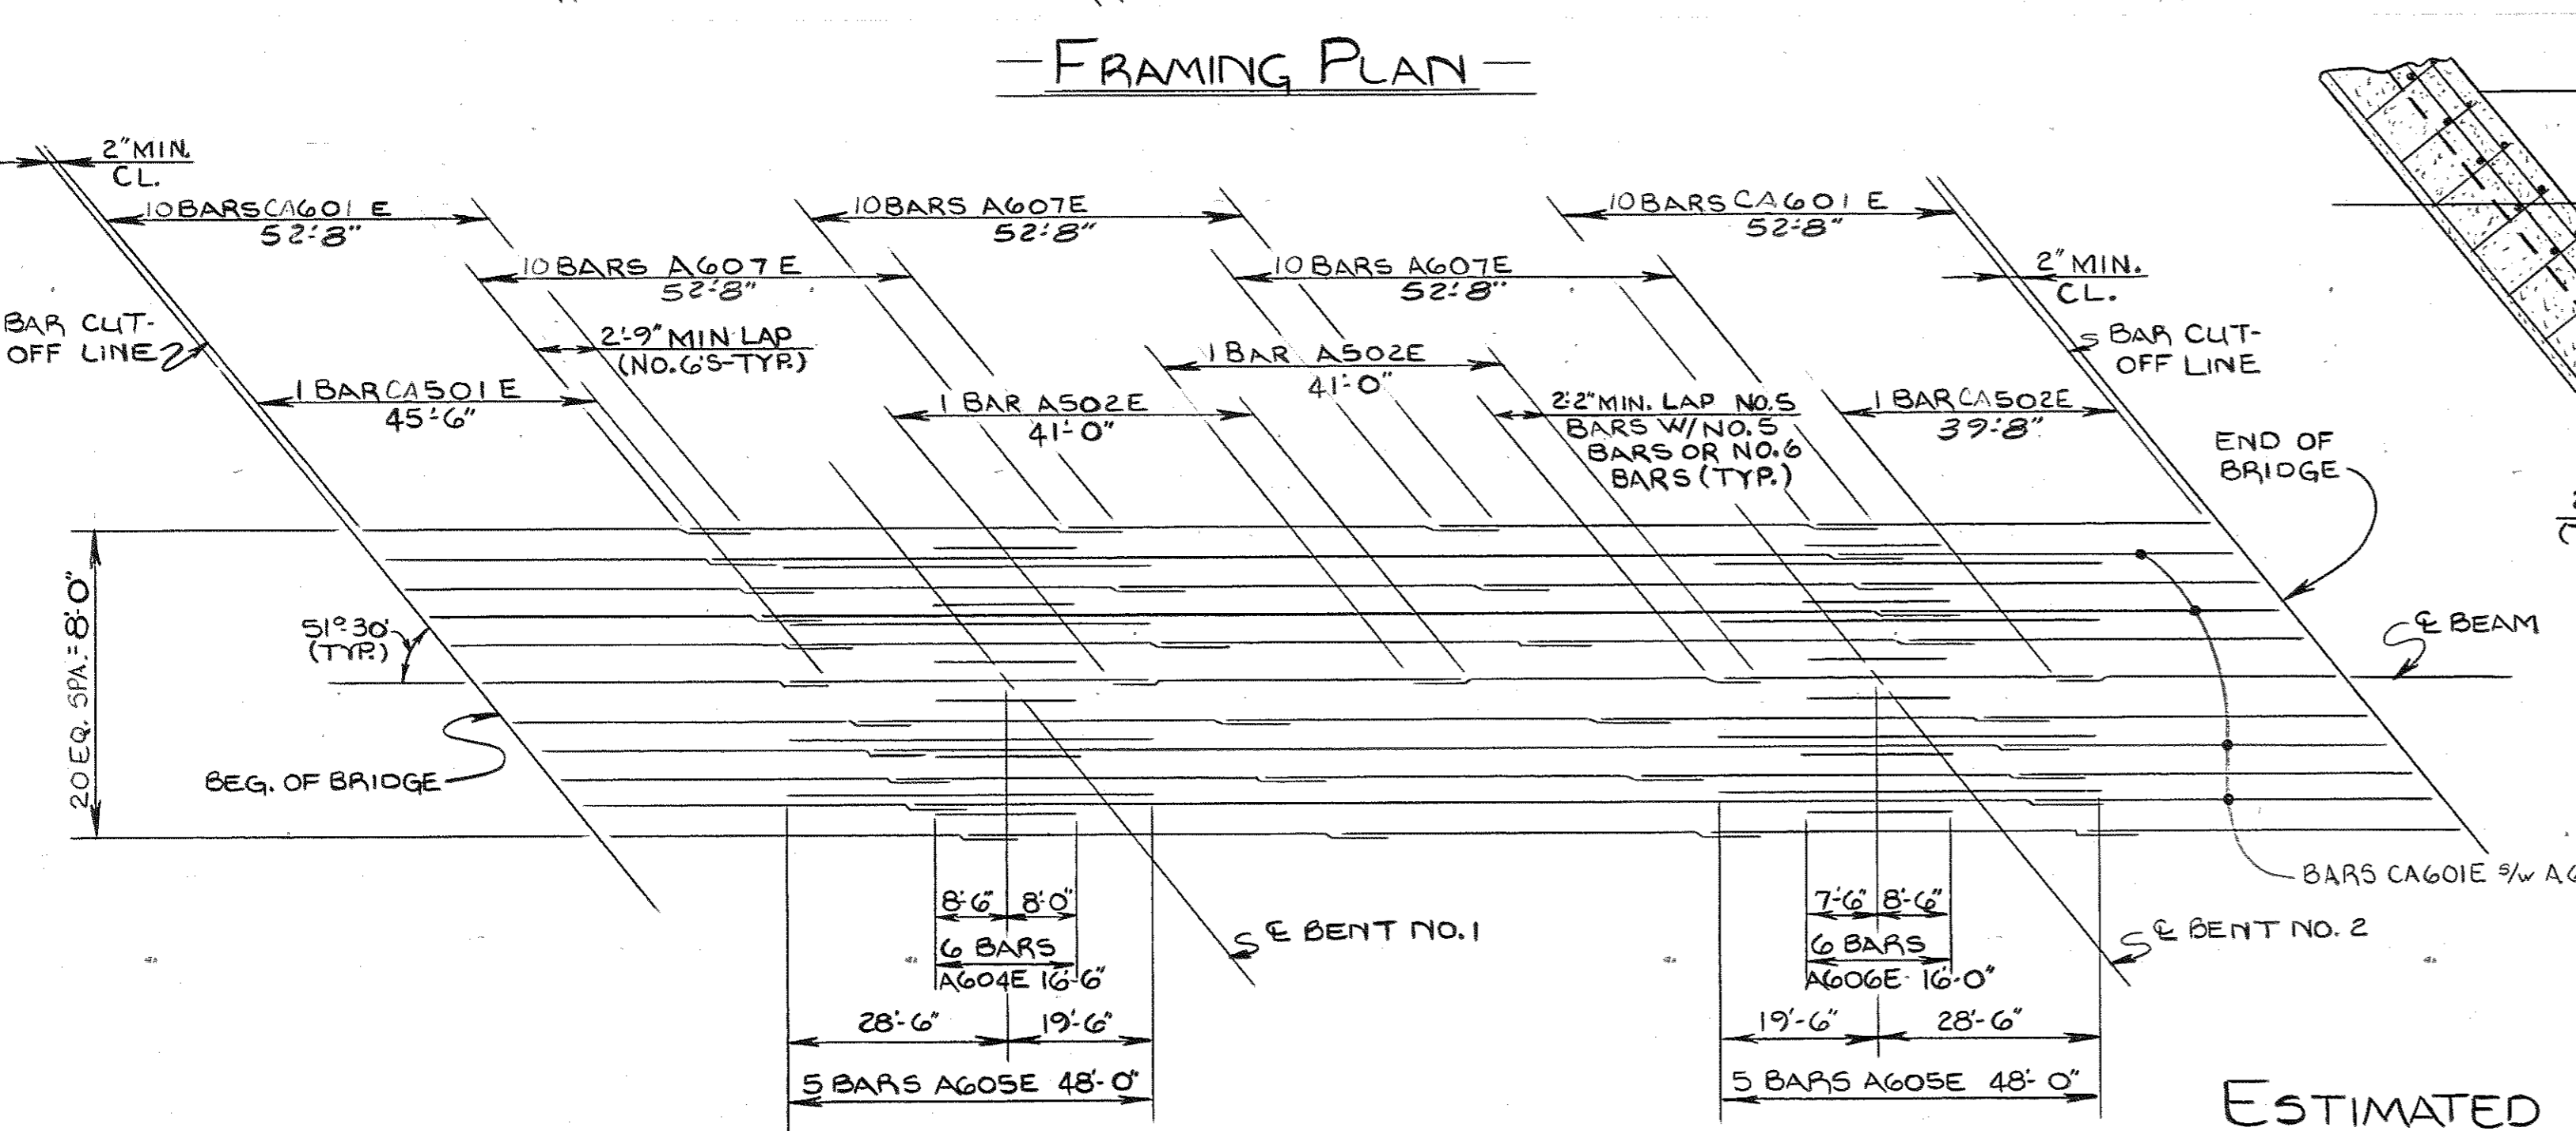 FRAMING PLAN
2" MIN.
CL.
10 BARS CA601 E
52'-8"
10 BARS A607E
52'-8"
10 BARS CA601 E
52'-8"
10 BARS A607E
52'-8"
10 BARS A607E
52'-8"
2" MIN.
CL.
BAR CUT-
OFF LINE
2'-9" MIN LAP
(NO.6'S-TYP.)
1 BAR A502E
41'-0"
BAR CUT-
OFF LINE
1 BAR CA501 E
45'-6"
1 BAR A502E
41'-0"
2'-2" MIN. LAP NO.5
BARS W/NO.5
BARS OR NO.6
BARS (TYP.)
1 BAR CA502E
39'-8"
END OF
BRIDGE
20 EQ. SPA. = 8'-0"
51°30'
(TYP.)
℄ BEAM
BEG. OF BRIDGE
BARS CA601E s/w A6
8'-6" 8'-0"
6 BARS
A604E 16'-6"
℄ BENT NO. 1
7'-6" 8'-6"
6 BARS
A606E 16'-0"
℄ BENT NO. 2
28'-6" 19'-6"
19'-6" 28'-6"
5 BARS A605E 48'-0"
5 BARS A605E 48'-0"
ESTIMATED